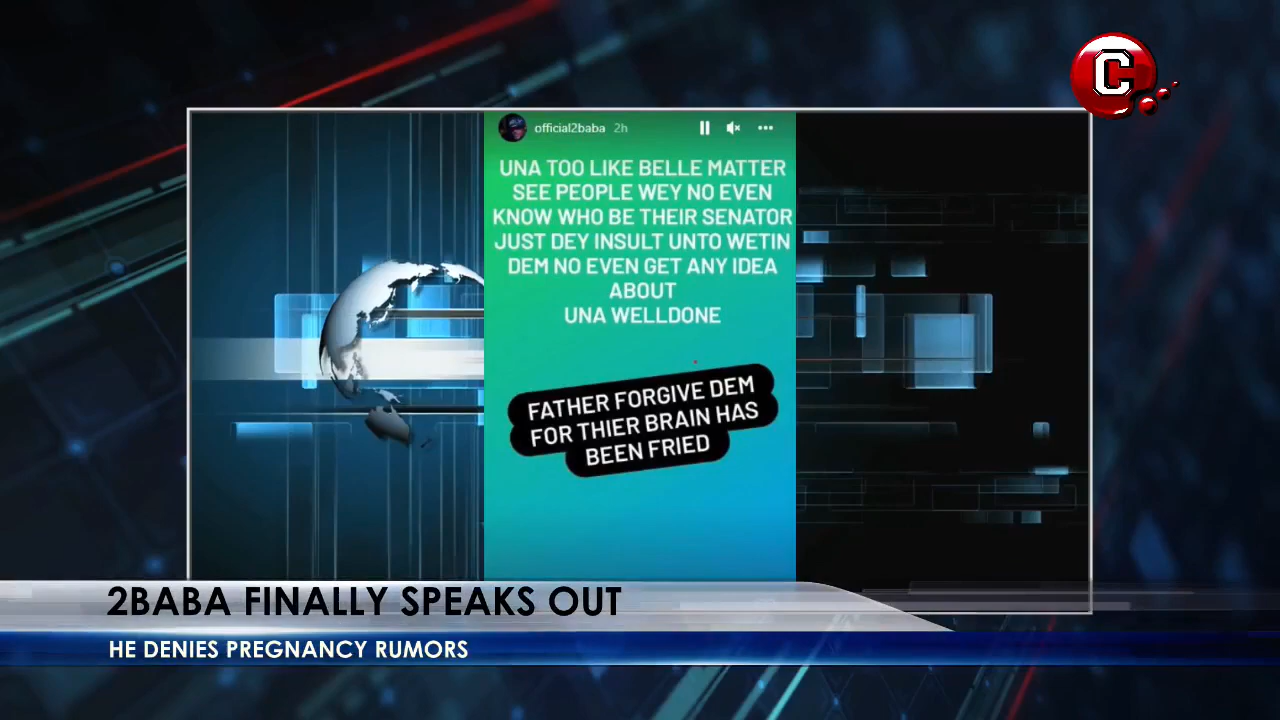 C
official2baba 2h
UNA TOO LIKE BELLE MATTER
SEE PEOPLE WEY NO EVEN
KNOW WHO BE THEIR SENATOR
JUST DEY INSULT UNTO WETIN
DEM NO EVEN GET ANY IDEA
ABOUT
UNA WELLDONE
FATHER FORGIVE DEM
FOR THIER BRAIN HAS
BEEN FRIED
2BABA FINALLY SPEAKS OUT
HE DENIES PREGNANCY RUMORS